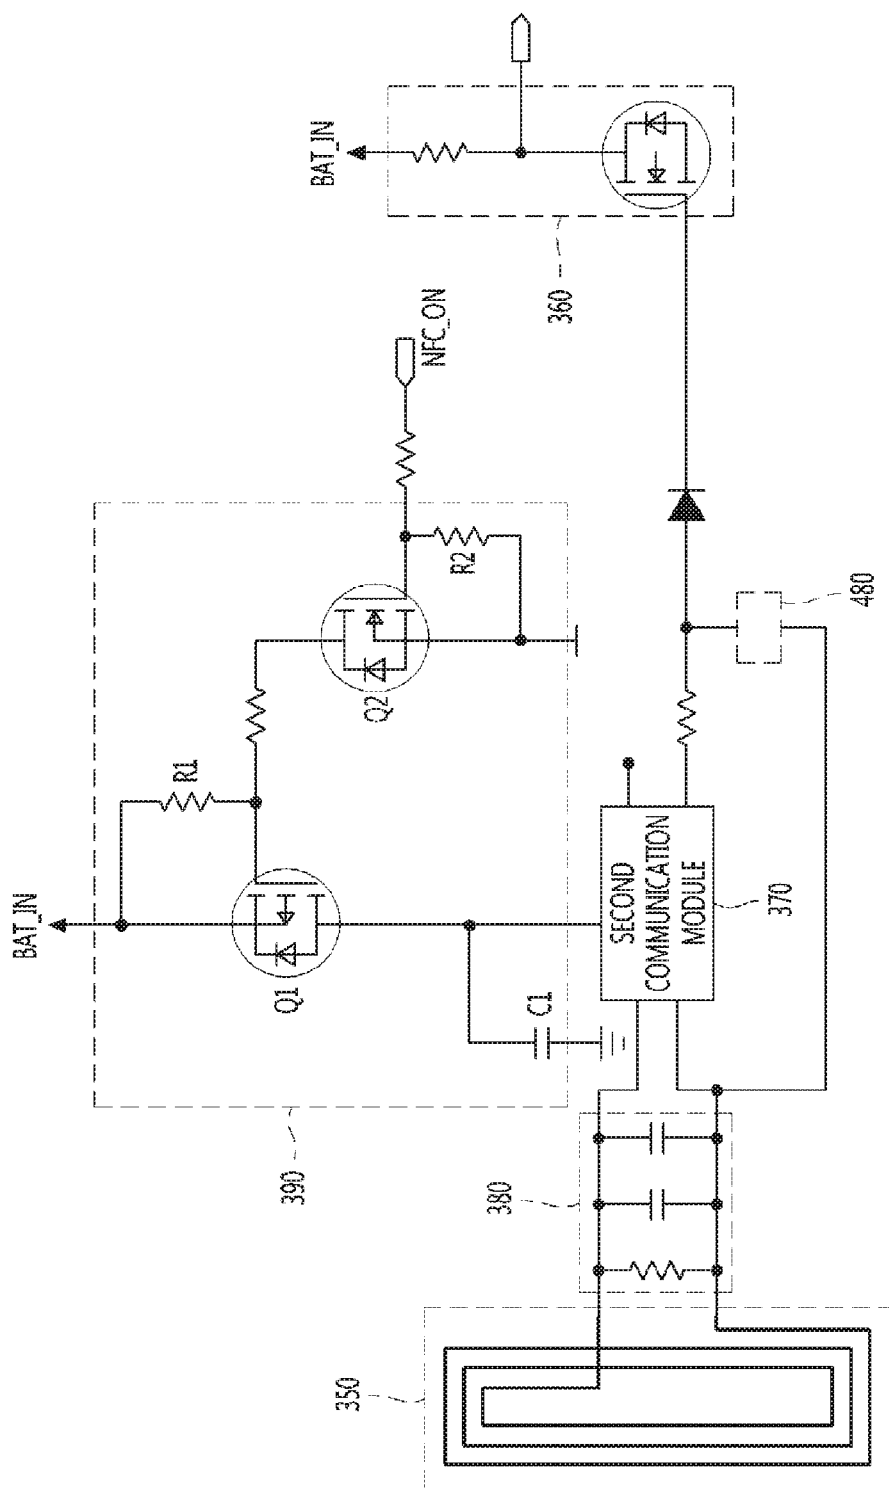 BAT_IN
360
NFC_ON
BAT_IN
R1
Q1
Q2
R2
C1
390
SECOND
COMMUNICATION
MODULE
370
480
380
350